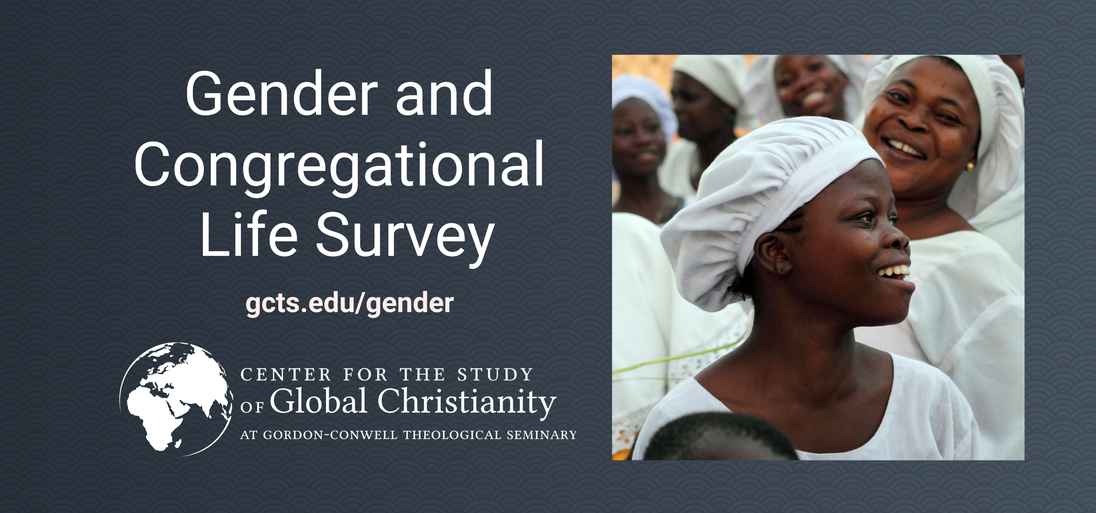 Gender and
Congregational
Life Survey
gcts.edu/gender
CENTER FOR THE STUDY
OF Global Christianity
AT GORDON-CONWELL THEOLOGICAL SEMINARY